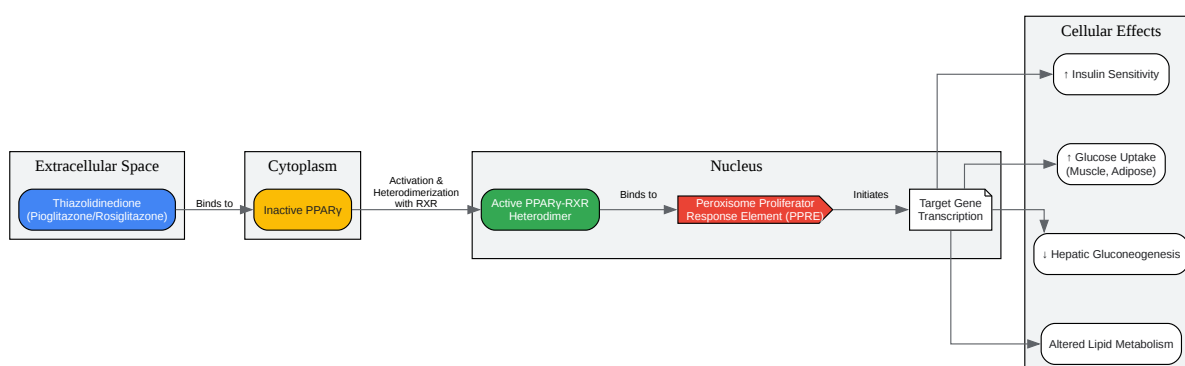 Extracellular Space
Thiazolidinedione
(Pioglitazone/Rosiglitazone)
Binds to
Cytoplasm
Inactive PPARγ
Activation &
Heterodimerization
with RXR
Nucleus
Active PPARγ-RXR
Heterodimer
Binds to
Peroxisome Proliferator
Response Element (PPRE)
Initiates
Target Gene
Transcription
Cellular Effects
↑ Insulin Sensitivity
↑ Glucose Uptake
(Muscle, Adipose)
↓ Hepatic Gluconeogenesis
Altered Lipid Metabolism